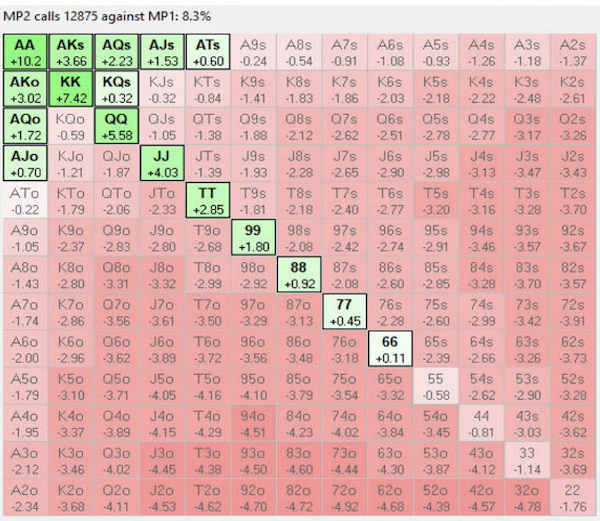 MP2 calls 12875 against MP1: 8.3%
AA AKs AQs AJs ATs A9s A8s A7s A6s A5s A4s A3s A2s
+10.2 +3.66 +2.23 +1.53 +0.60 -0.24 -0.54 -0.91 -1.08 -0.93 -1.26 -1.18 -1.37
AKo KK KQs KJs KTs K9s K8s K7s K6s K5s K4s K3s K2s
+3.02 +7.42 +0.32 -0.32 -0.84 -1.41 -1.83 -1.86 -2.03 -2.18 -2.22 -2.48 -2.61
AQo KQo QQ QJs QTs Q9s Q8s Q7s Q6s Q5s Q4s Q3s Q2s
+1.72 -0.59 +5.58 -1.05 -1.38 -1.88 -2.12 -2.62 -2.51 -2.78 -2.77 -3.17 -3.26
AJo KJo QJo JJ JTs J9s J8s J7s J6s J5s J4s J3s J2s
+0.70 -1.21 -1.87 +4.03 -1.39 -1.93 -2.28 -2.65 -2.90 -2.98 -3.13 -3.47 -3.43
ATo KTo QTo JTo TT T9s T8s T7s T6s T5s T4s T3s T2s
-0.22 -1.79 -2.06 -2.33 +2.85 -1.81 -2.18 -2.40 -2.77 -3.20 -3.16 -3.28 -3.70
A9o K9o Q9o J9o T9o 99 98s 97s 96s 95s 94s 93s 92s
-1.05 -2.37 -2.83 -2.80 -2.68 +1.80 -2.08 -2.42 -2.74 -2.91 -3.46 -3.57 -3.67
A8o K8o Q8o J8o T8o 98o 88 87s 86s 85s 84s 83s 82s
-1.43 -2.80 -3.31 -3.32 -2.99 -2.92 +0.92 -2.08 -2.60 -2.85 -3.28 -3.70 -3.57
A7o K7o Q7o J7o T7o 97o 87o 77 76s 75s 74s 73s 72s
-1.74 -2.86 -3.56 -3.61 -3.50 -3.29 -3.13 +0.45 -2.28 -2.60 -2.99 -3.42 -3.91
A6o K6o Q6o J6o T6o 96o 86o 76o 66 65s 64s 63s 62s
-2.00 -2.96 -3.62 -3.89 -3.72 -3.56 -3.48 -3.18 +0.11 -2.39 -2.66 -3.26 -3.73
A5o K5o Q5o J5o T5o 95o 85o 75o 65o 55 54s 53s 52s
-1.79 -3.10 -3.71 -4.05 -4.16 -4.10 -3.79 -3.54 -3.32 -0.58 -2.62 -2.90 -3.28
A4o K4o Q4o J4o T4o 94o 84o 74o 64o 54o 44 43s 42s
-1.95 -3.37 -3.89 -4.15 -4.29 -4.51 -4.23 -4.02 -3.84 -3.45 -0.81 -3.03 -3.62
A3o K3o Q3o J3o T3o 93o 83o 73o 63o 53o 43o 33 32s
-2.12 -3.46 -4.02 -4.45 -4.38 -4.50 -4.60 -4.44 -4.30 -3.87 -4.12 -1.14 -3.69
A2o K2o Q2o J2o T2o 92o 82o 72o 62o 52o 42o 32o 22
-2.34 -3.68 -4.11 -4.53 -4.62 -4.70 -4.72 -4.92 -4.68 -4.39 -4.57 -4.78 -1.76